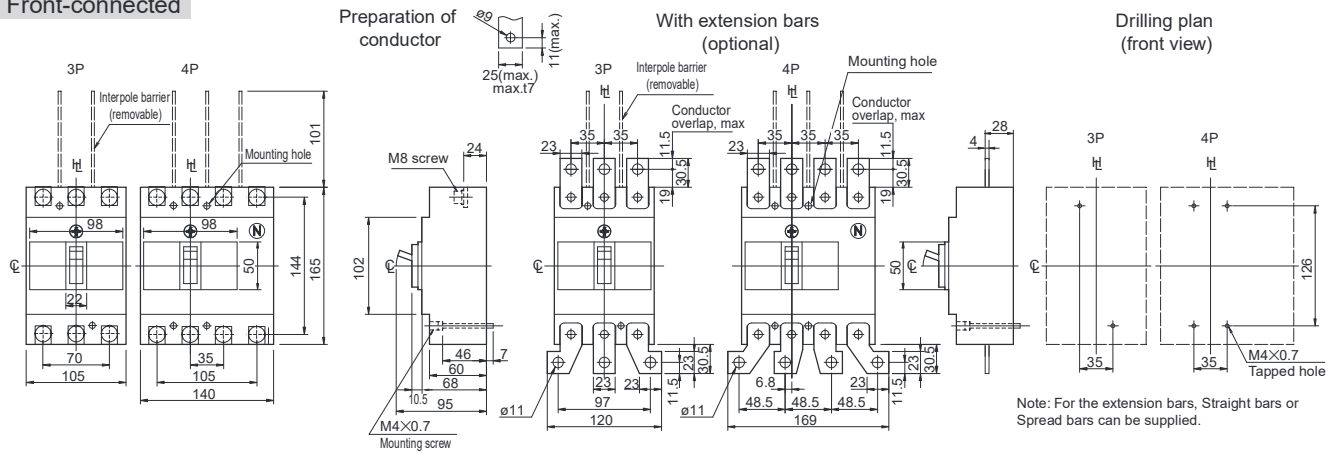 Front-connected
Preparation of
conductor
ø9
11(max.)
25(max.)
max.t7
With extension bars
(optional)
Drilling plan
(front view)
3P
4P
Interpole barrier
(removable)
Mounting hole
101
98
98
22
50
144
165
70
105
35
105
140
M8 screw
24
102
46
7
60
68
10.5
95
M4×0.7
Mounting screw
3P
Interpole barrier
(removable)
Conductor
overlap, max
35
35
23
11.5
30.5
19
23
23
23
11.5
30.5
97
120
ø11
4P
Mounting hole
Conductor
overlap, max
35
35
35
23
11.5
30.5
19
N
N
6.8
23
23
11.5
30.5
48.5
48.5
48.5
169
ø11
28
4
50
3P
4P
126
35
35
M4×0.7
Tapped hole
Note: For the extension bars, Straight bars or
Spread bars can be supplied.